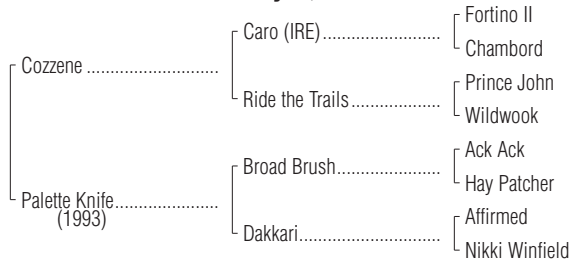 Fortino II
Caro (IRE)........................
Chambord
Cozzene ...........................
Prince John
Ride the Trails..................
Wildwook
Ack Ack
Broad Brush.....................
Hay Patcher
Palette Knife.....................
(1993)
Affirmed
Dakkari.............................
Nikki Winfield